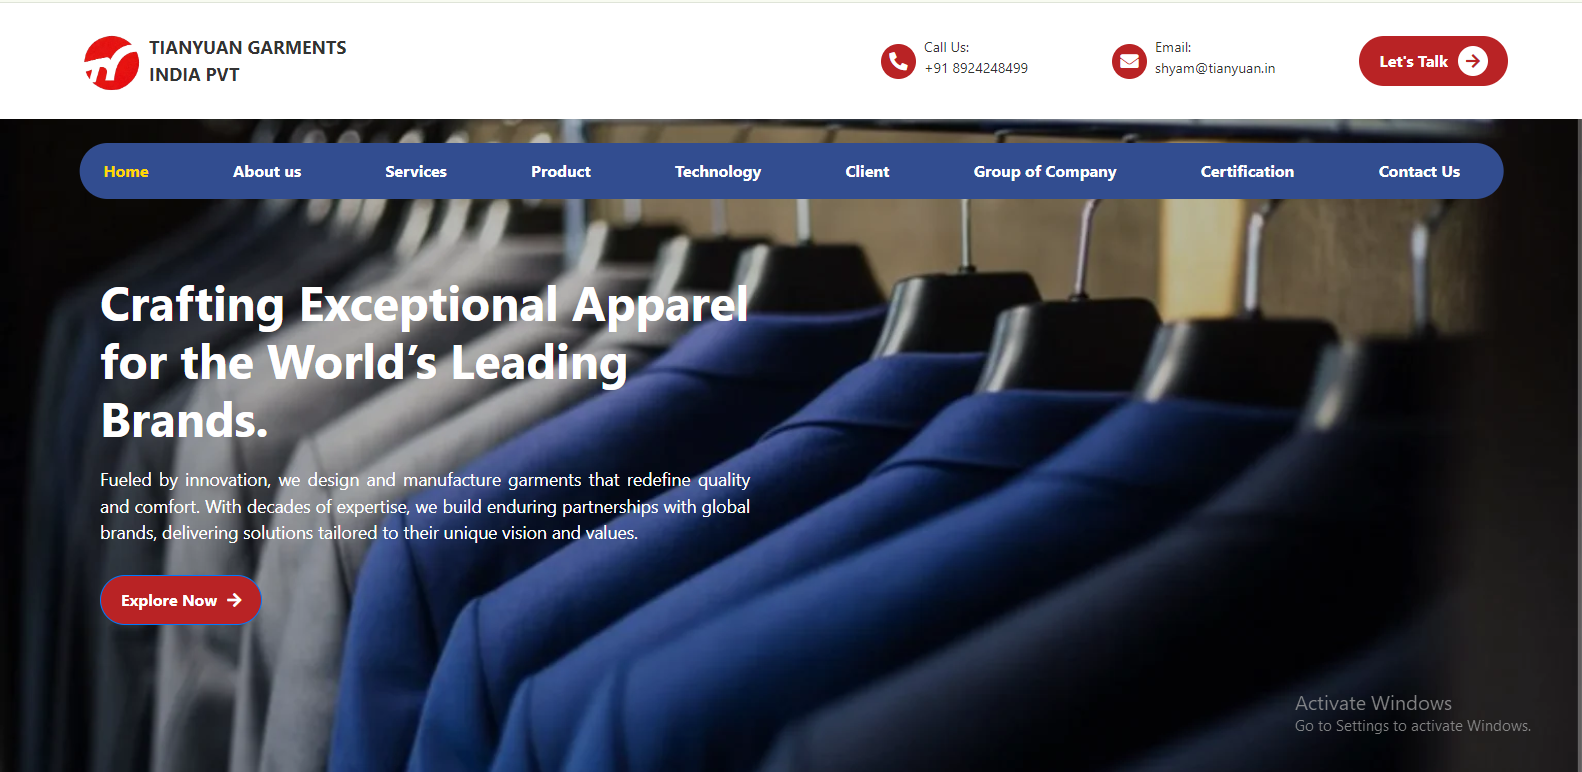 TIANYUAN GARMENTS
INDIA PVT
Call Us:
+91 8924248499
Email:
shyam@tianyuan.in
Let's Talk
Home About us Services Product Technology Client Group of Company Certification Contact Us
Crafting Exceptional Apparel
for the World’s Leading
Brands.
Fueled by innovation, we design and manufacture garments that redefine quality
and comfort. With decades of expertise, we build enduring partnerships with global
brands, delivering solutions tailored to their unique vision and values.
Explore Now
Activate Windows
Go to Settings to activate Windows.